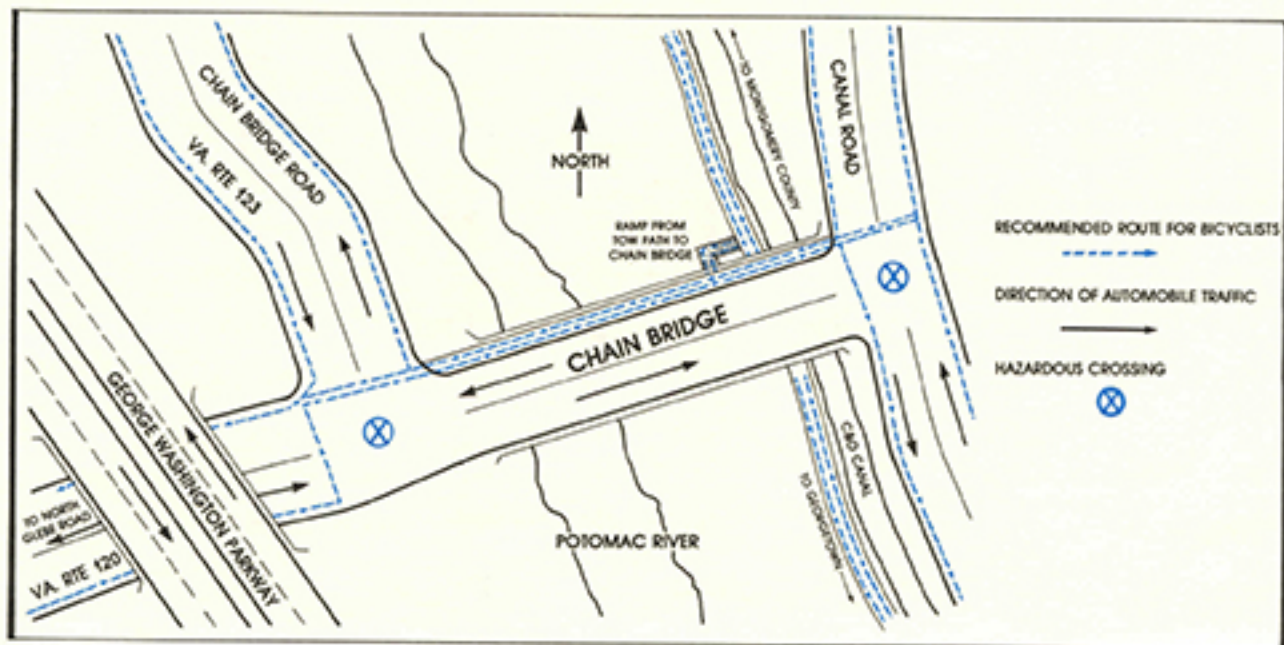 CHAIN BRIDGE ROAD
VA. RTE 123
NORTH
TO MONTGOMERY COUNTY
CANAL ROAD
RAMP FROM
TOW PATH TO
CHAIN BRIDGE
RECOMMENDED ROUTE FOR BICYCLISTS
DIRECTION OF AUTOMOBILE TRAFFIC
HAZARDOUS CROSSING
X
X
X
CHAIN BRIDGE
GEORGE WASHINGTON PARKWAY
TO NORTH
GLEBE ROAD
VA. RTE 120
POTOMAC RIVER
C&O CANAL
TO GEORGETOWN